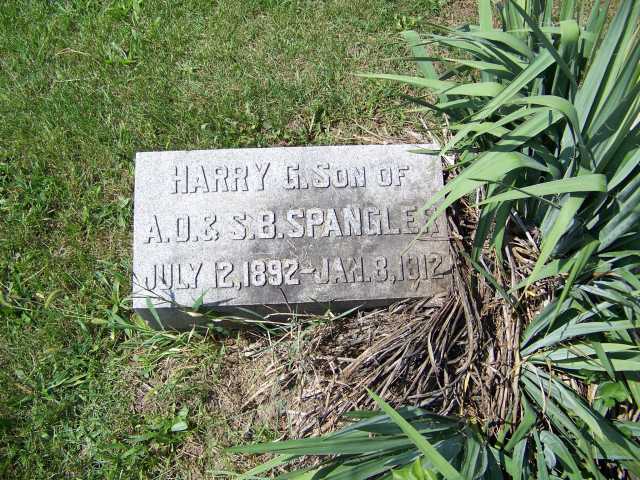 HARRY G. SON OF
A.O.& S.B. SPANGLER
JULY 12, 1892-JAN. 8, 1912